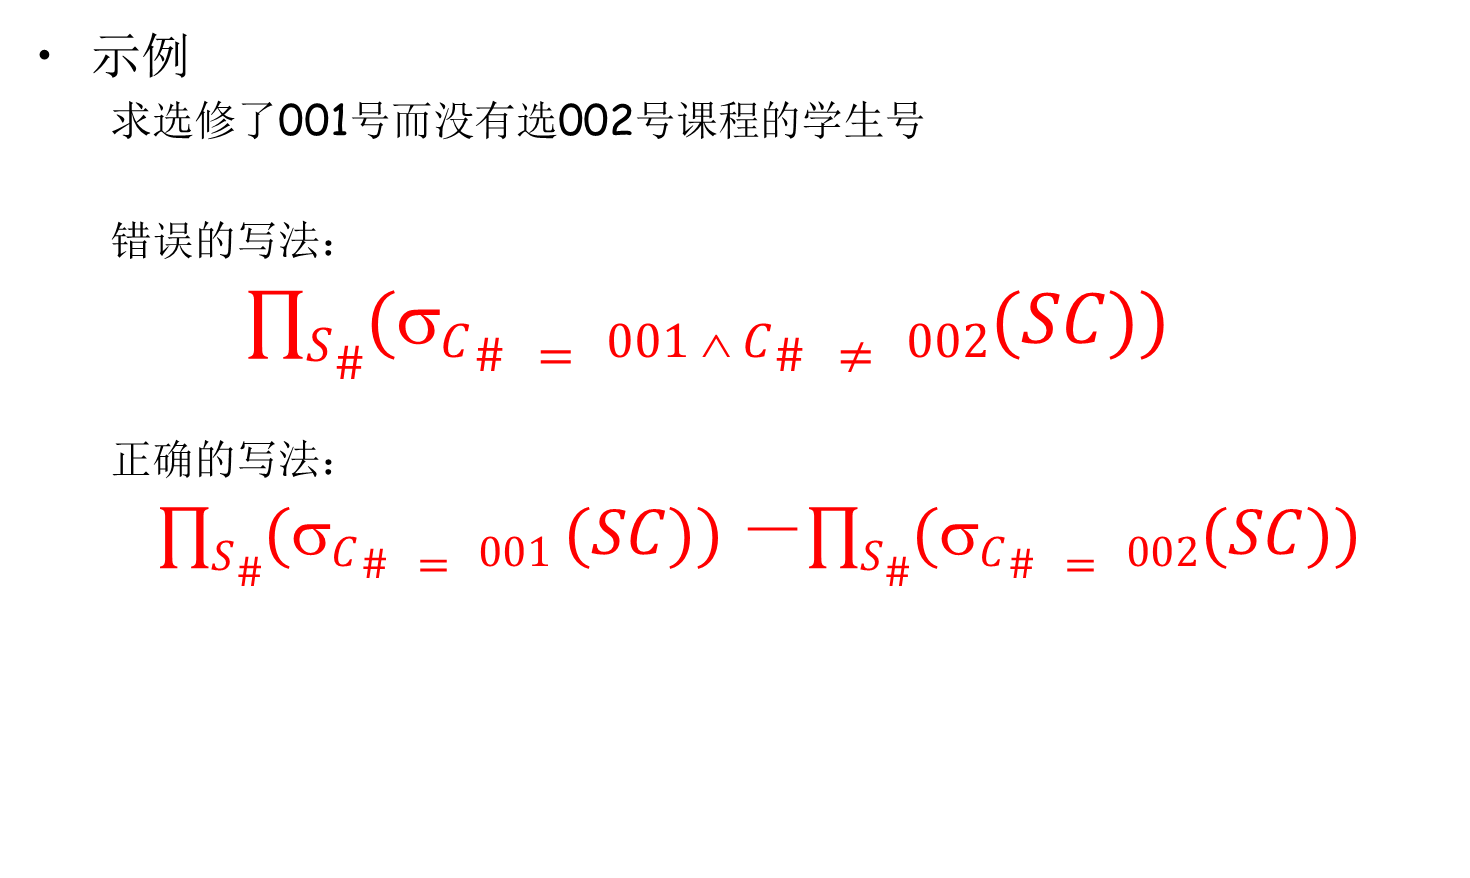 • 示例
求选修了001号而没有选002号课程的学生号
错误的写法：
∏S#(σC# = 001 ∧ C# ≠ 002(SC))
正确的写法：
∏S#(σC# = 001 (SC)) －∏S#(σC# = 002(SC))